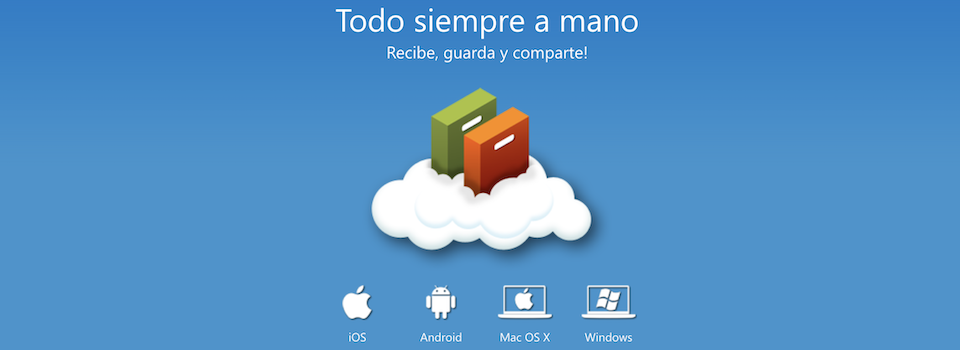 Todo siempre a mano
Recibe, guarda y comparte!
iOS
Android
Mac OS X
Windows